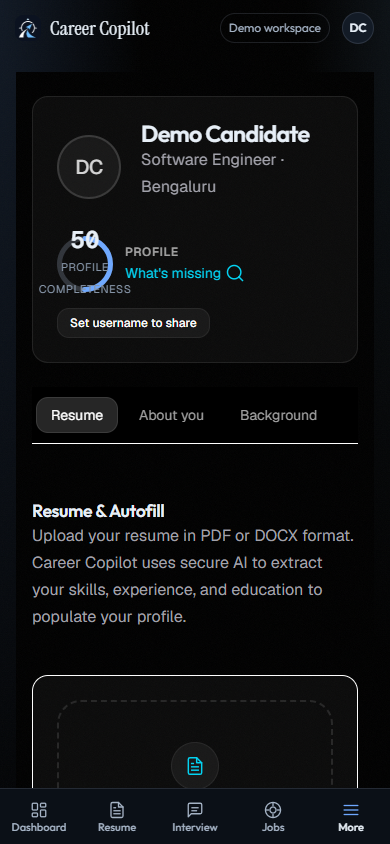 Career Copilot
Demo workspace
DC
DC
Demo Candidate
Software Engineer ·
Bengaluru
50
PROFILE
COMPLETENESS
PROFILE
What's missing
Set username to share
Resume
About you
Background
Resume & Autofill
Upload your resume in PDF or DOCX format.
Career Copilot uses secure AI to extract
your skills, experience, and education to
populate your profile.
Dashboard
Resume
Interview
Jobs
More